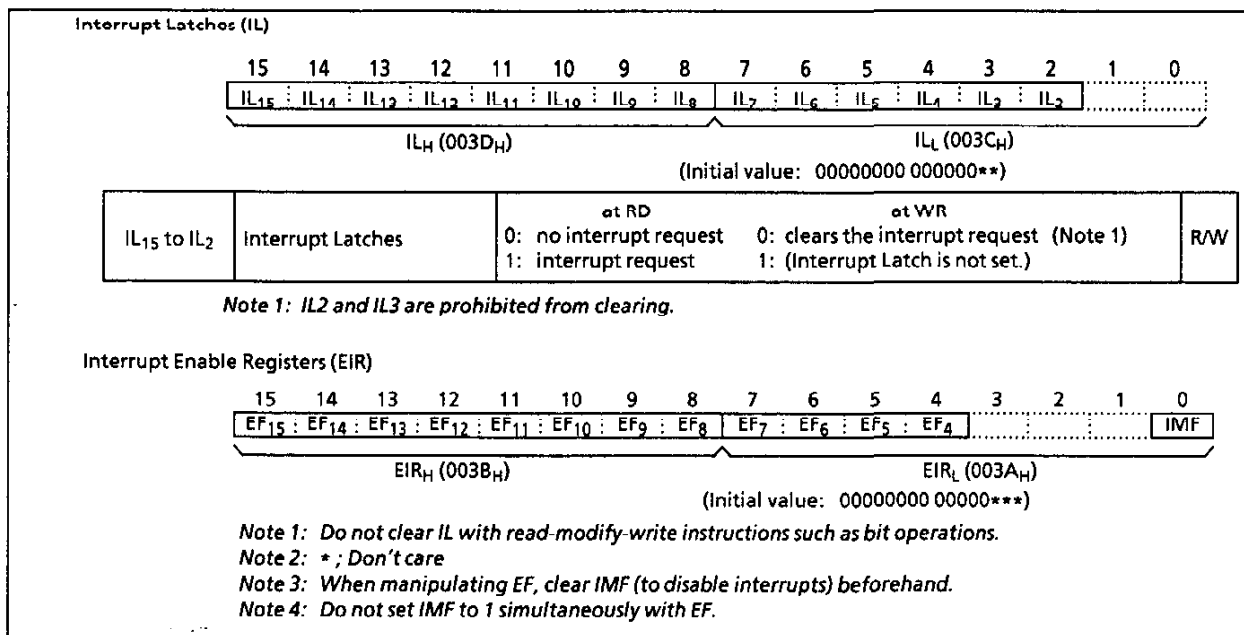 Interrupt Latches (IL)
15 14 13 12 11 10 9 8 7 6 5 4 3 2 1 0
IL15 IL14 IL13 IL12 IL11 IL10 IL9 IL8 IL7 IL6 IL5 IL4 IL3 IL2
ILH (003DH) ILL (003CH)
(Initial value: 00000000 000000**)
at RD at WR
IL15 to IL2 Interrupt Latches 0: no interrupt request 0: clears the interrupt request (Note 1) R/W
1: interrupt request 1: (Interrupt Latch is not set.)
Note 1: IL2 and IL3 are prohibited from clearing.
Interrupt Enable Registers (EIR)
15 14 13 12 11 10 9 8 7 6 5 4 3 2 1 0
EF15 EF14 EF13 EF12 EF11 EF10 EF9 EF8 EF7 EF6 EF5 EF4 IMF
EIRH (003BH) EIRL (003AH)
(Initial value: 00000000 00000***)
Note 1: Do not clear IL with read-modify-write instructions such as bit operations.
Note 2: * ; Don't care
Note 3: When manipulating EF, clear IMF (to disable interrupts) beforehand.
Note 4: Do not set IMF to 1 simultaneously with EF.